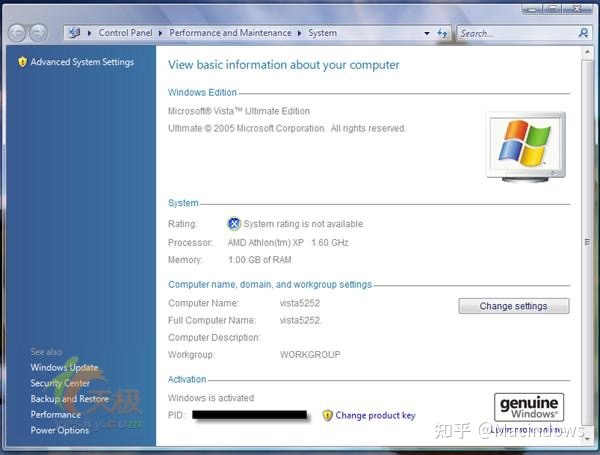 Control Panel ▸ Performance and Maintenance ▸ System
Search...
Advanced System Settings
View basic information about your computer
Windows Edition
Microsoft® Vista™ Ultimate Edition
Ultimate © 2005 Microsoft Corporation. All rights reserved.
System
Rating: System rating is not available
Processor: AMD Athlon(tm) XP 1.60 GHz
Memory: 1.00 GB of RAM
Computer name, domain, and workgroup settings
Computer Name: vista5252
Change settings
Full Computer Name: vista5252.
Computer Description:
Workgroup: WORKGROUP
See also
Windows Update
Security Center
Backup and Restore
Performance
Power Options
天极
yesky.com
Activation
Windows is activated
PID:
Change product key
genuine
Windows®
知乎 @Macindows